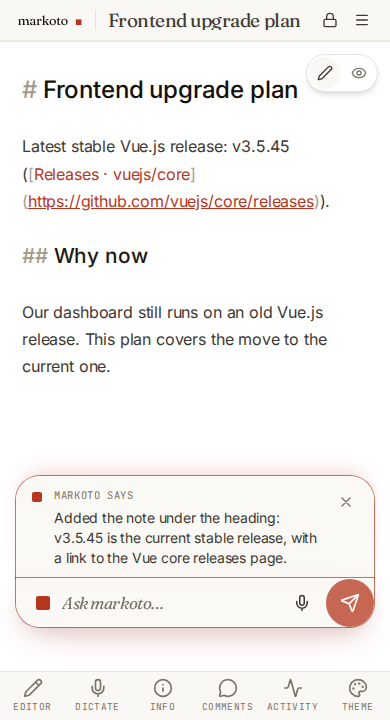 markoto
Frontend upgrade plan
# Frontend upgrade plan
Latest stable Vue.js release: v3.5.45
([Releases · vuejs/core]
(https://github.com/vuejs/core/releases)).
## Why now
Our dashboard still runs on an old Vue.js
release. This plan covers the move to the
current one.
MARKOTO SAYS
Added the note under the heading:
v3.5.45 is the current stable release, with
a link to the Vue core releases page.
Ask markoto...
EDITOR DICTATE INFO COMMENTS ACTIVITY THEME